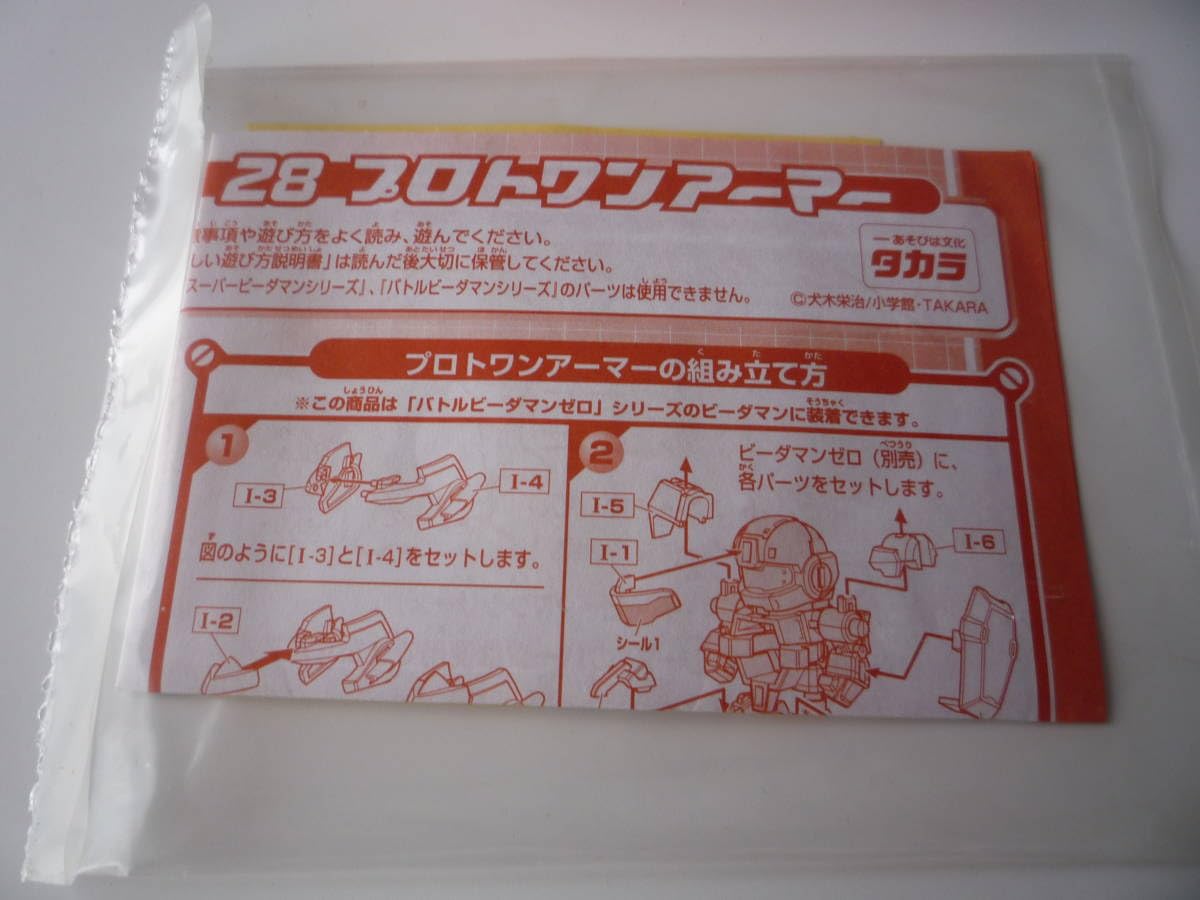 28 プロトワンアーマー
事項や遊び方をよく読み、遊んでください。
しい遊び方説明書」は読んだ後大切に保管してください。
スーパービーダマンシリーズ」、「バトルビーダマンシリーズ」のパーツは使用できません。
あそびは文化
タカラ
©犬木栄治/小学館・TAKARA
プロトワンアーマーの組み立て方
※この商品は「バトルビーダマンゼロ」シリーズのビーダマンに装着できます。
1
I-3
I-4
図のように[I-3]と[I-4]をセットします。
I-2
2
ビーダマンゼロ(別売)に、
各パーツをセットします。
I-5
I-1
I-6
シール1